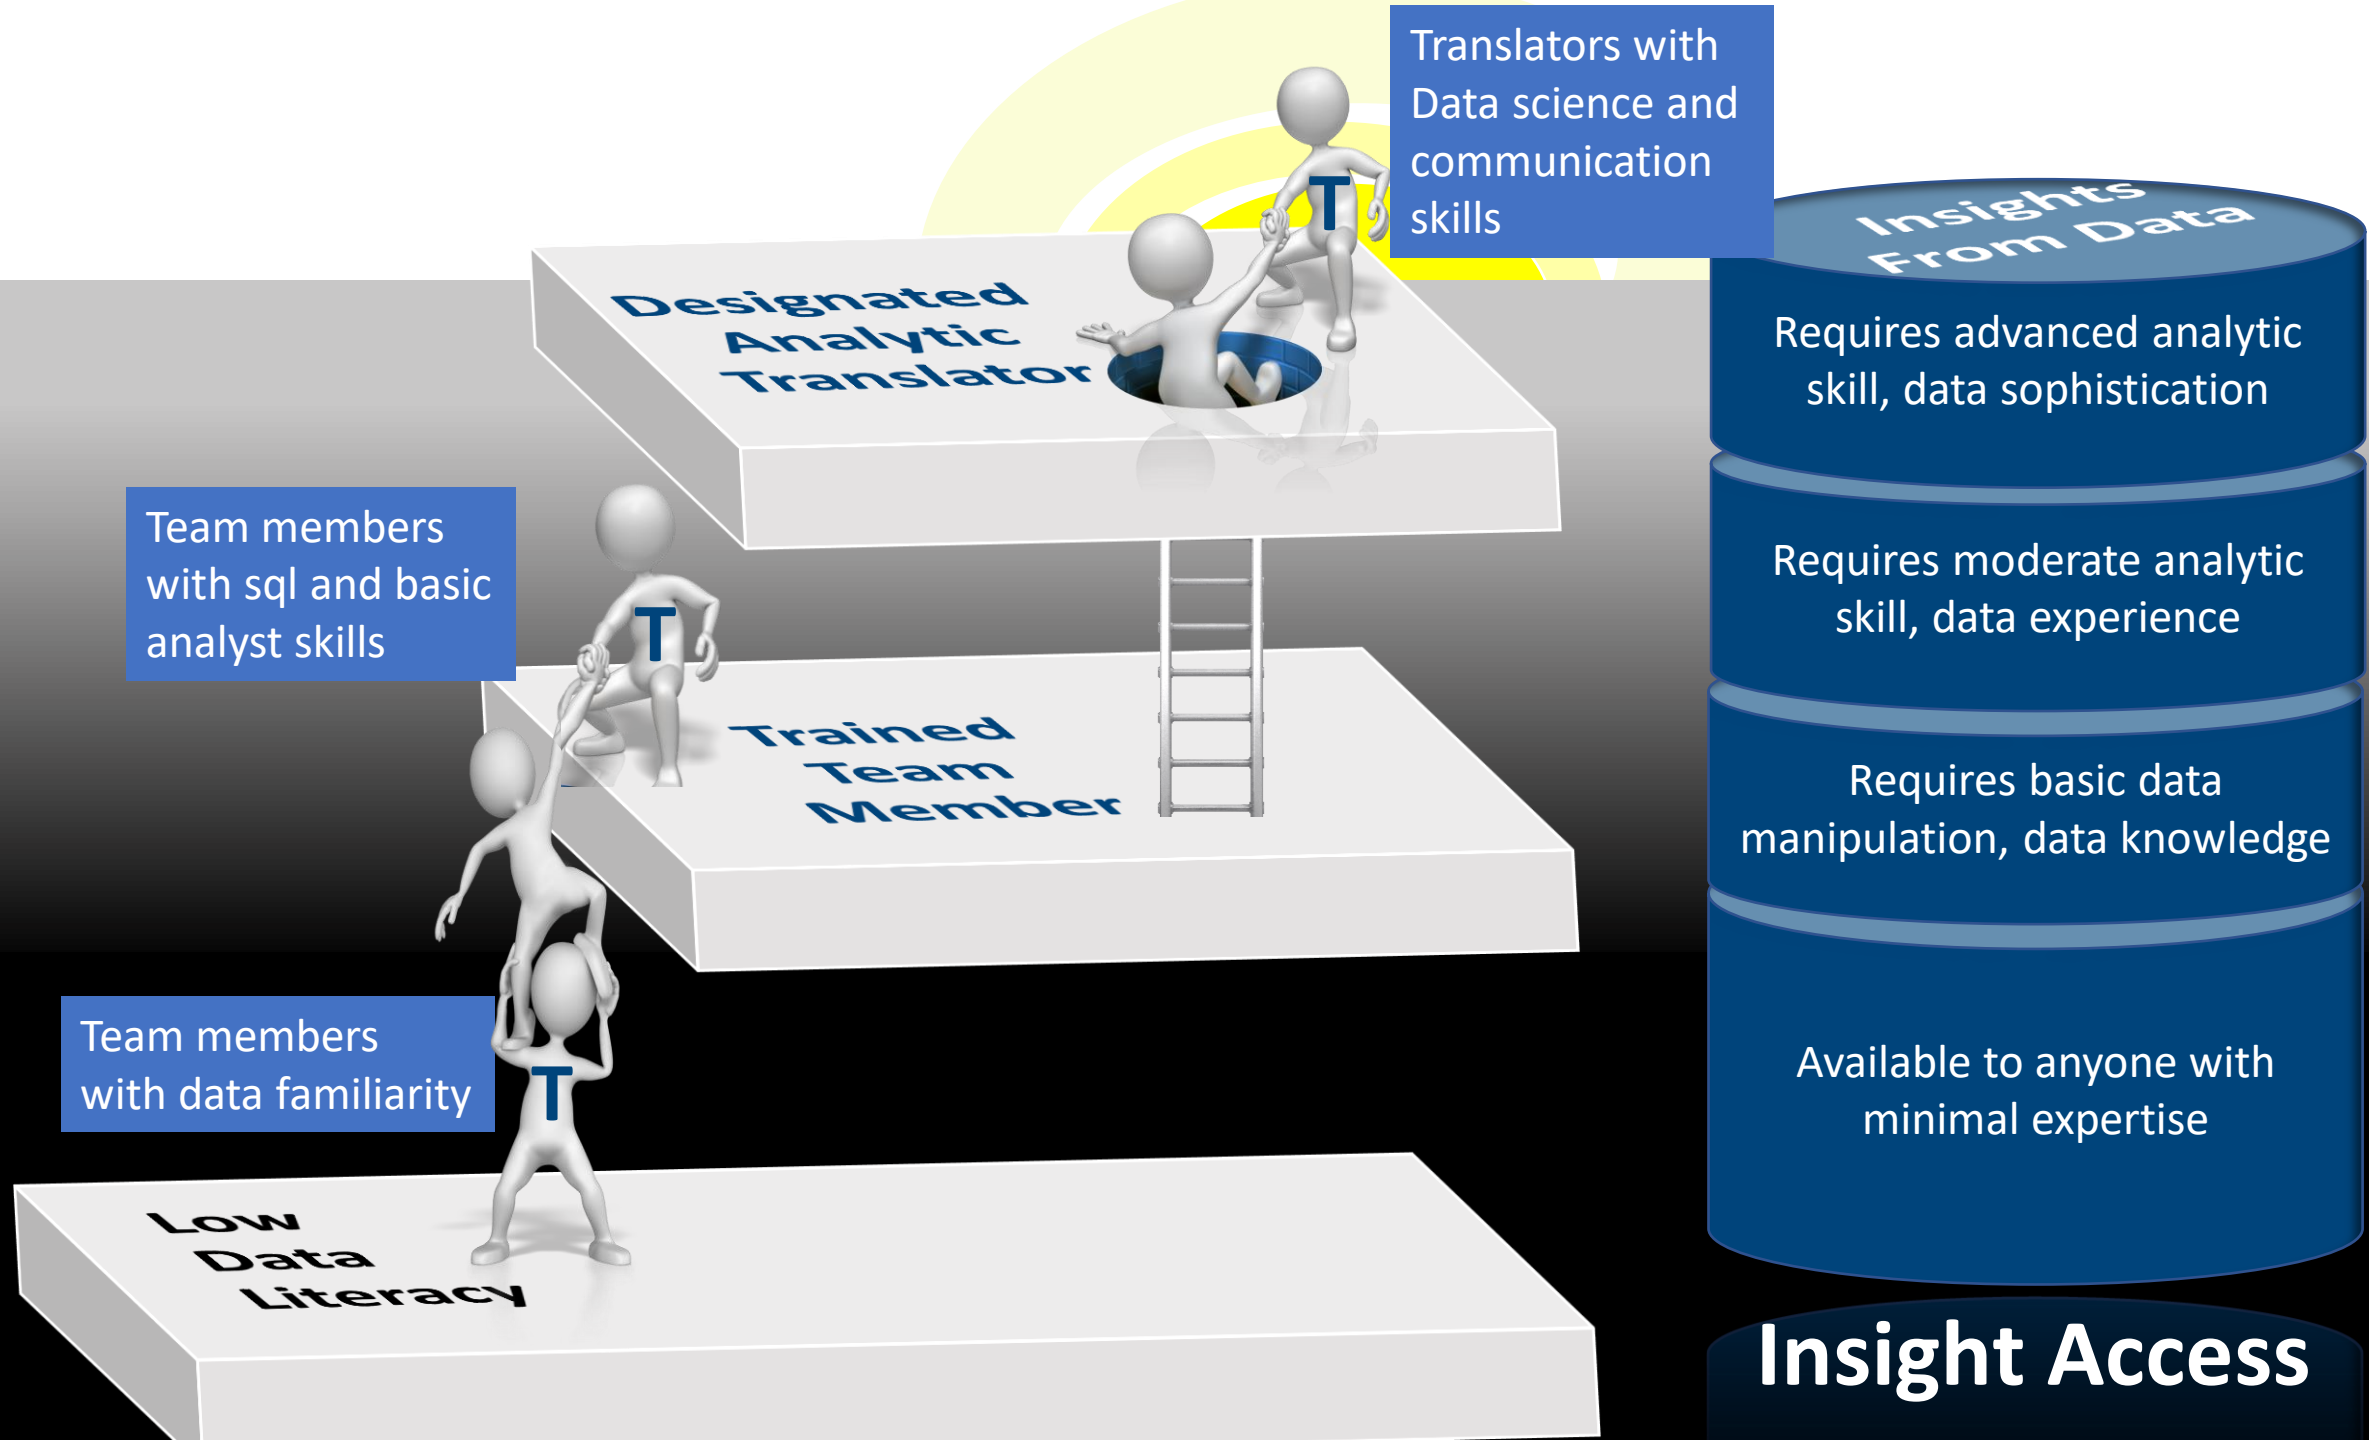 Translators with
Data science and
communication
skills
T
Designated
Analytic
Translator
Team members
with sql and basic
analyst skills
T
Trained
Team
Member
Team members
with data familiarity
T
Low
Data
Literacy
Insights
From Data
Requires advanced analytic
skill, data sophistication
Requires moderate analytic
skill, data experience
Requires basic data
manipulation, data knowledge
Available to anyone with
minimal expertise
Insight Access